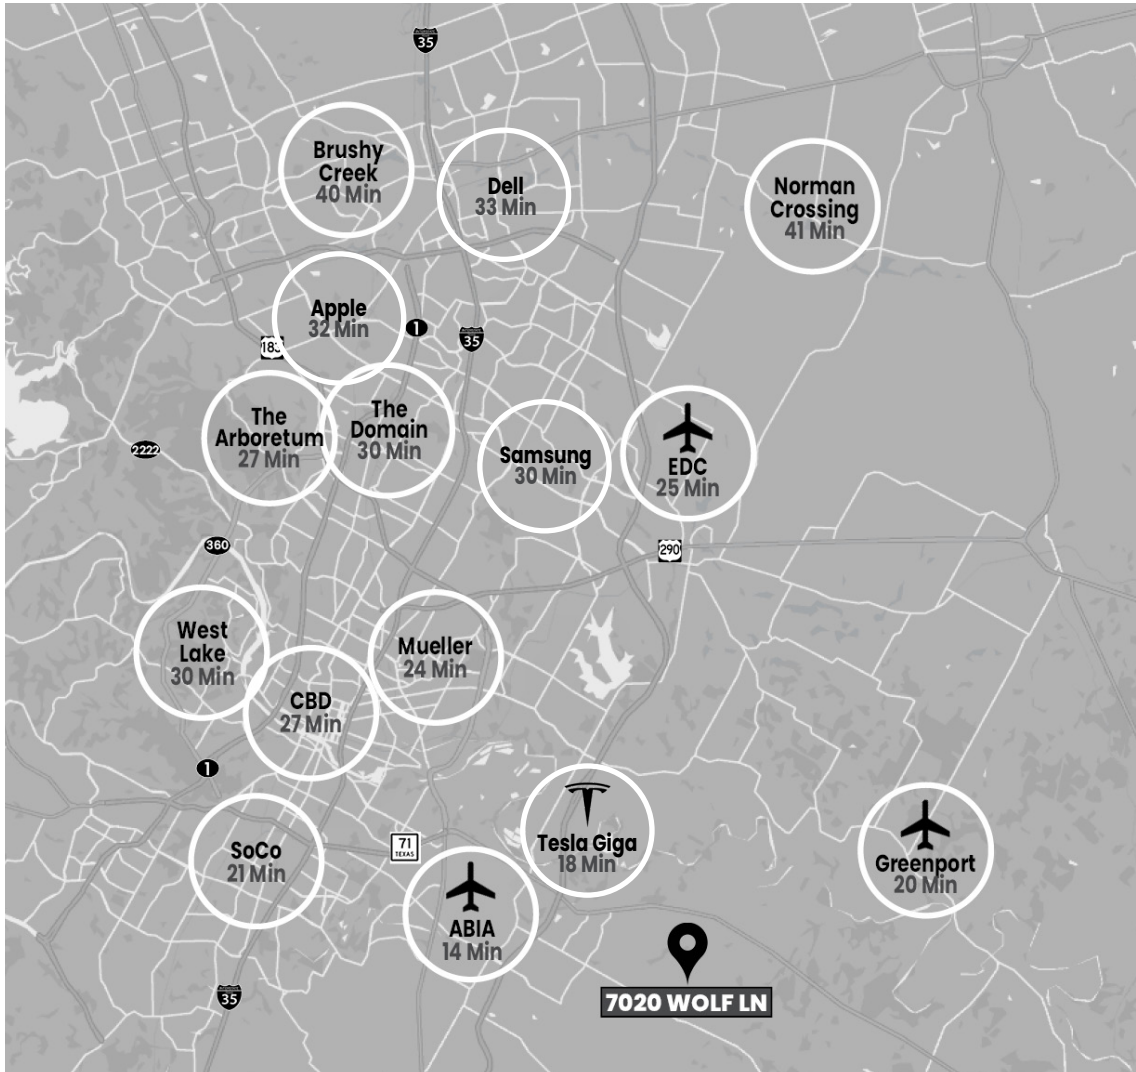 35
Brushy
Creek
40 Min
Dell
33 Min
Norman
Crossing
41 Min
Apple
32 Min
1
35
183
The
Arboretum
27 Min
The
Domain
30 Min
2222
Samsung
30 Min
EDC
25 Min
360
290
West
Lake
30 Min
Mueller
24 Min
CBD
27 Min
1
SoCo
21 Min
71
TEXAS
Tesla Giga
18 Min
Greenport
20 Min
ABIA
14 Min
35
7020 WOLF LN